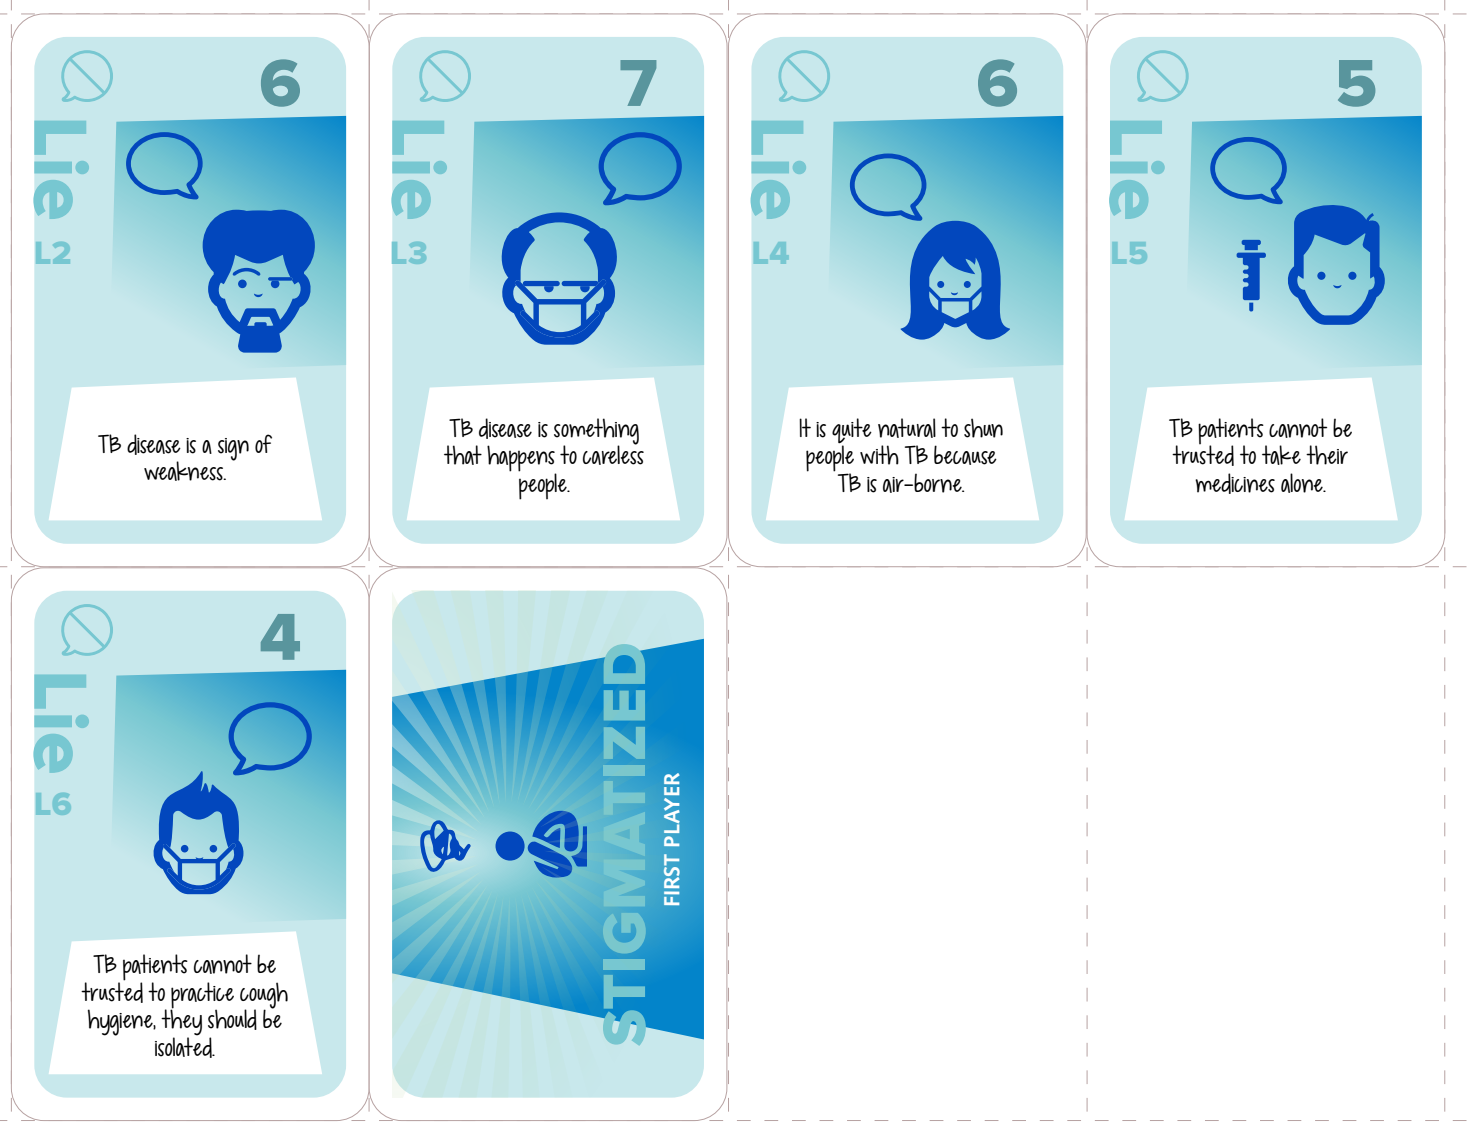 6
Lie
L2
TB disease is a sign of
weakness.
7
Lie
L3
TB disease is something
that happens to careless
people.
6
Lie
L4
It is quite natural to shun
people with TB because
TB is air-borne.
5
Lie
L5
TB patients cannot be
trusted to take their
medicines alone.
4
Lie
L6
TB patients cannot be
trusted to practice cough
hygiene, they should be
isolated.
STIGMATIZED
FIRST PLAYER